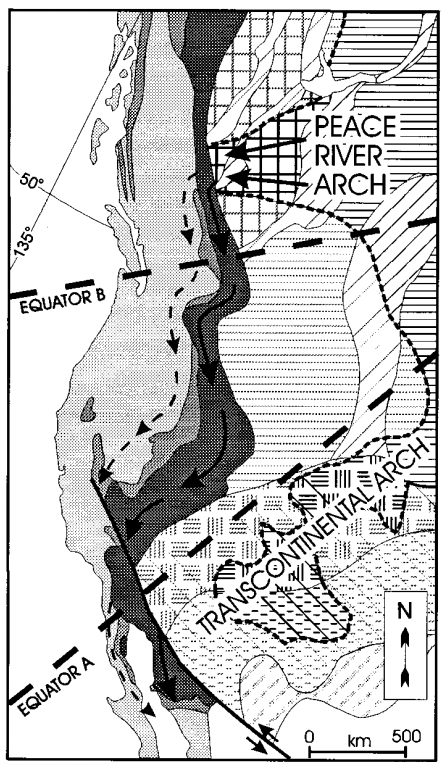 PEACE
RIVER
ARCH
50°
135°
EQUATOR B
TRANSCONTINENTAL ARCH
N
EQUATOR A
0 km 500